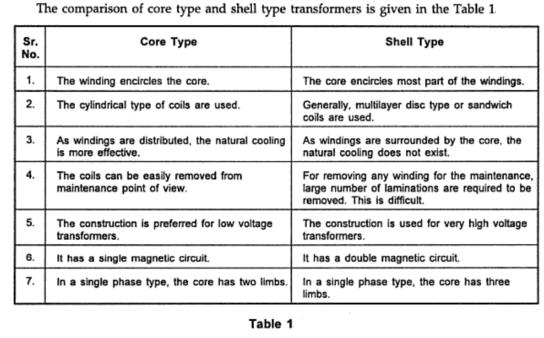 The comparison of core type and shell type transformers is given in the Table 1.
Sr. No. Core Type Shell Type
1. The winding encircles the core. The core encircles most part of the windings.
2. The cylindrical type of coils are used. Generally, multilayer disc type or sandwich
coils are used.
3. As windings are distributed, the natural cooling
is more effective. As windings are surrounded by the core, the
natural cooling does not exist.
4. The coils can be easily removed from
maintenance point of view. For removing any winding for the maintenance,
large number of laminations are required to be
removed. This is difficult.
5. The construction is preferred for low voltage
transformers. The construction is used for very high voltage
transformers.
6. It has a single magnetic circuit. It has a double magnetic circuit.
7. In a single phase type, the core has two limbs. In a single phase type, the core has three
limbs.
Table 1